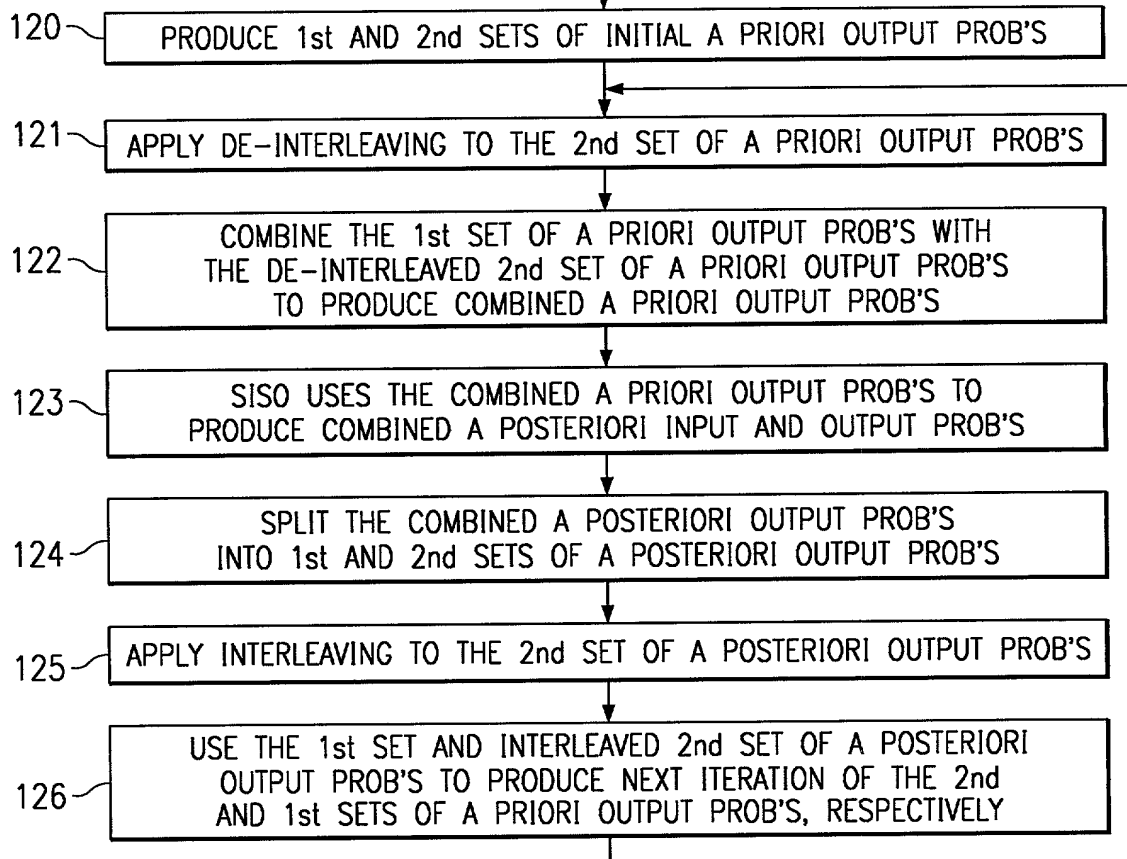 120
PRODUCE 1st AND 2nd SETS OF INITIAL A PRIORI OUTPUT PROB'S
121
APPLY DE-INTERLEAVING TO THE 2nd SET OF A PRIORI OUTPUT PROB'S
122
COMBINE THE 1st SET OF A PRIORI OUTPUT PROB'S WITH
THE DE-INTERLEAVED 2nd SET OF A PRIORI OUTPUT PROB'S
TO PRODUCE COMBINED A PRIORI OUTPUT PROB'S
123
SISO USES THE COMBINED A PRIORI OUTPUT PROB'S TO
PRODUCE COMBINED A POSTERIORI INPUT AND OUTPUT PROB'S
124
SPLIT THE COMBINED A POSTERIORI OUTPUT PROB'S
INTO 1st AND 2nd SETS OF A POSTERIORI OUTPUT PROB'S
125
APPLY INTERLEAVING TO THE 2nd SET OF A POSTERIORI OUTPUT PROB'S
126
USE THE 1st SET AND INTERLEAVED 2nd SET OF A POSTERIORI
OUTPUT PROB'S TO PRODUCE NEXT ITERATION OF THE 2nd
AND 1st SETS OF A PRIORI OUTPUT PROB'S, RESPECTIVELY